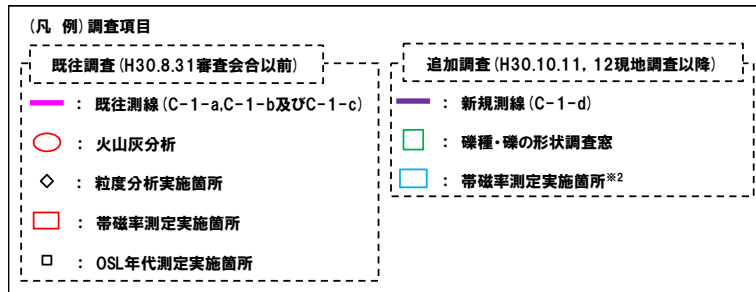 (凡 例)調査項目
既往調査(H30.8.31審査会合以前)
: 既往測線(C-1-a,C-1-b及びC-1-c)
: 火山灰分析
: 粒度分析実施箇所
: 帯磁率測定実施箇所
: OSL年代測定実施箇所
追加調査(H30.10.11, 12現地調査以降)
: 新規測線(C-1-d)
: 礫種・礫の形状調査窓
: 帯磁率測定実施箇所※2